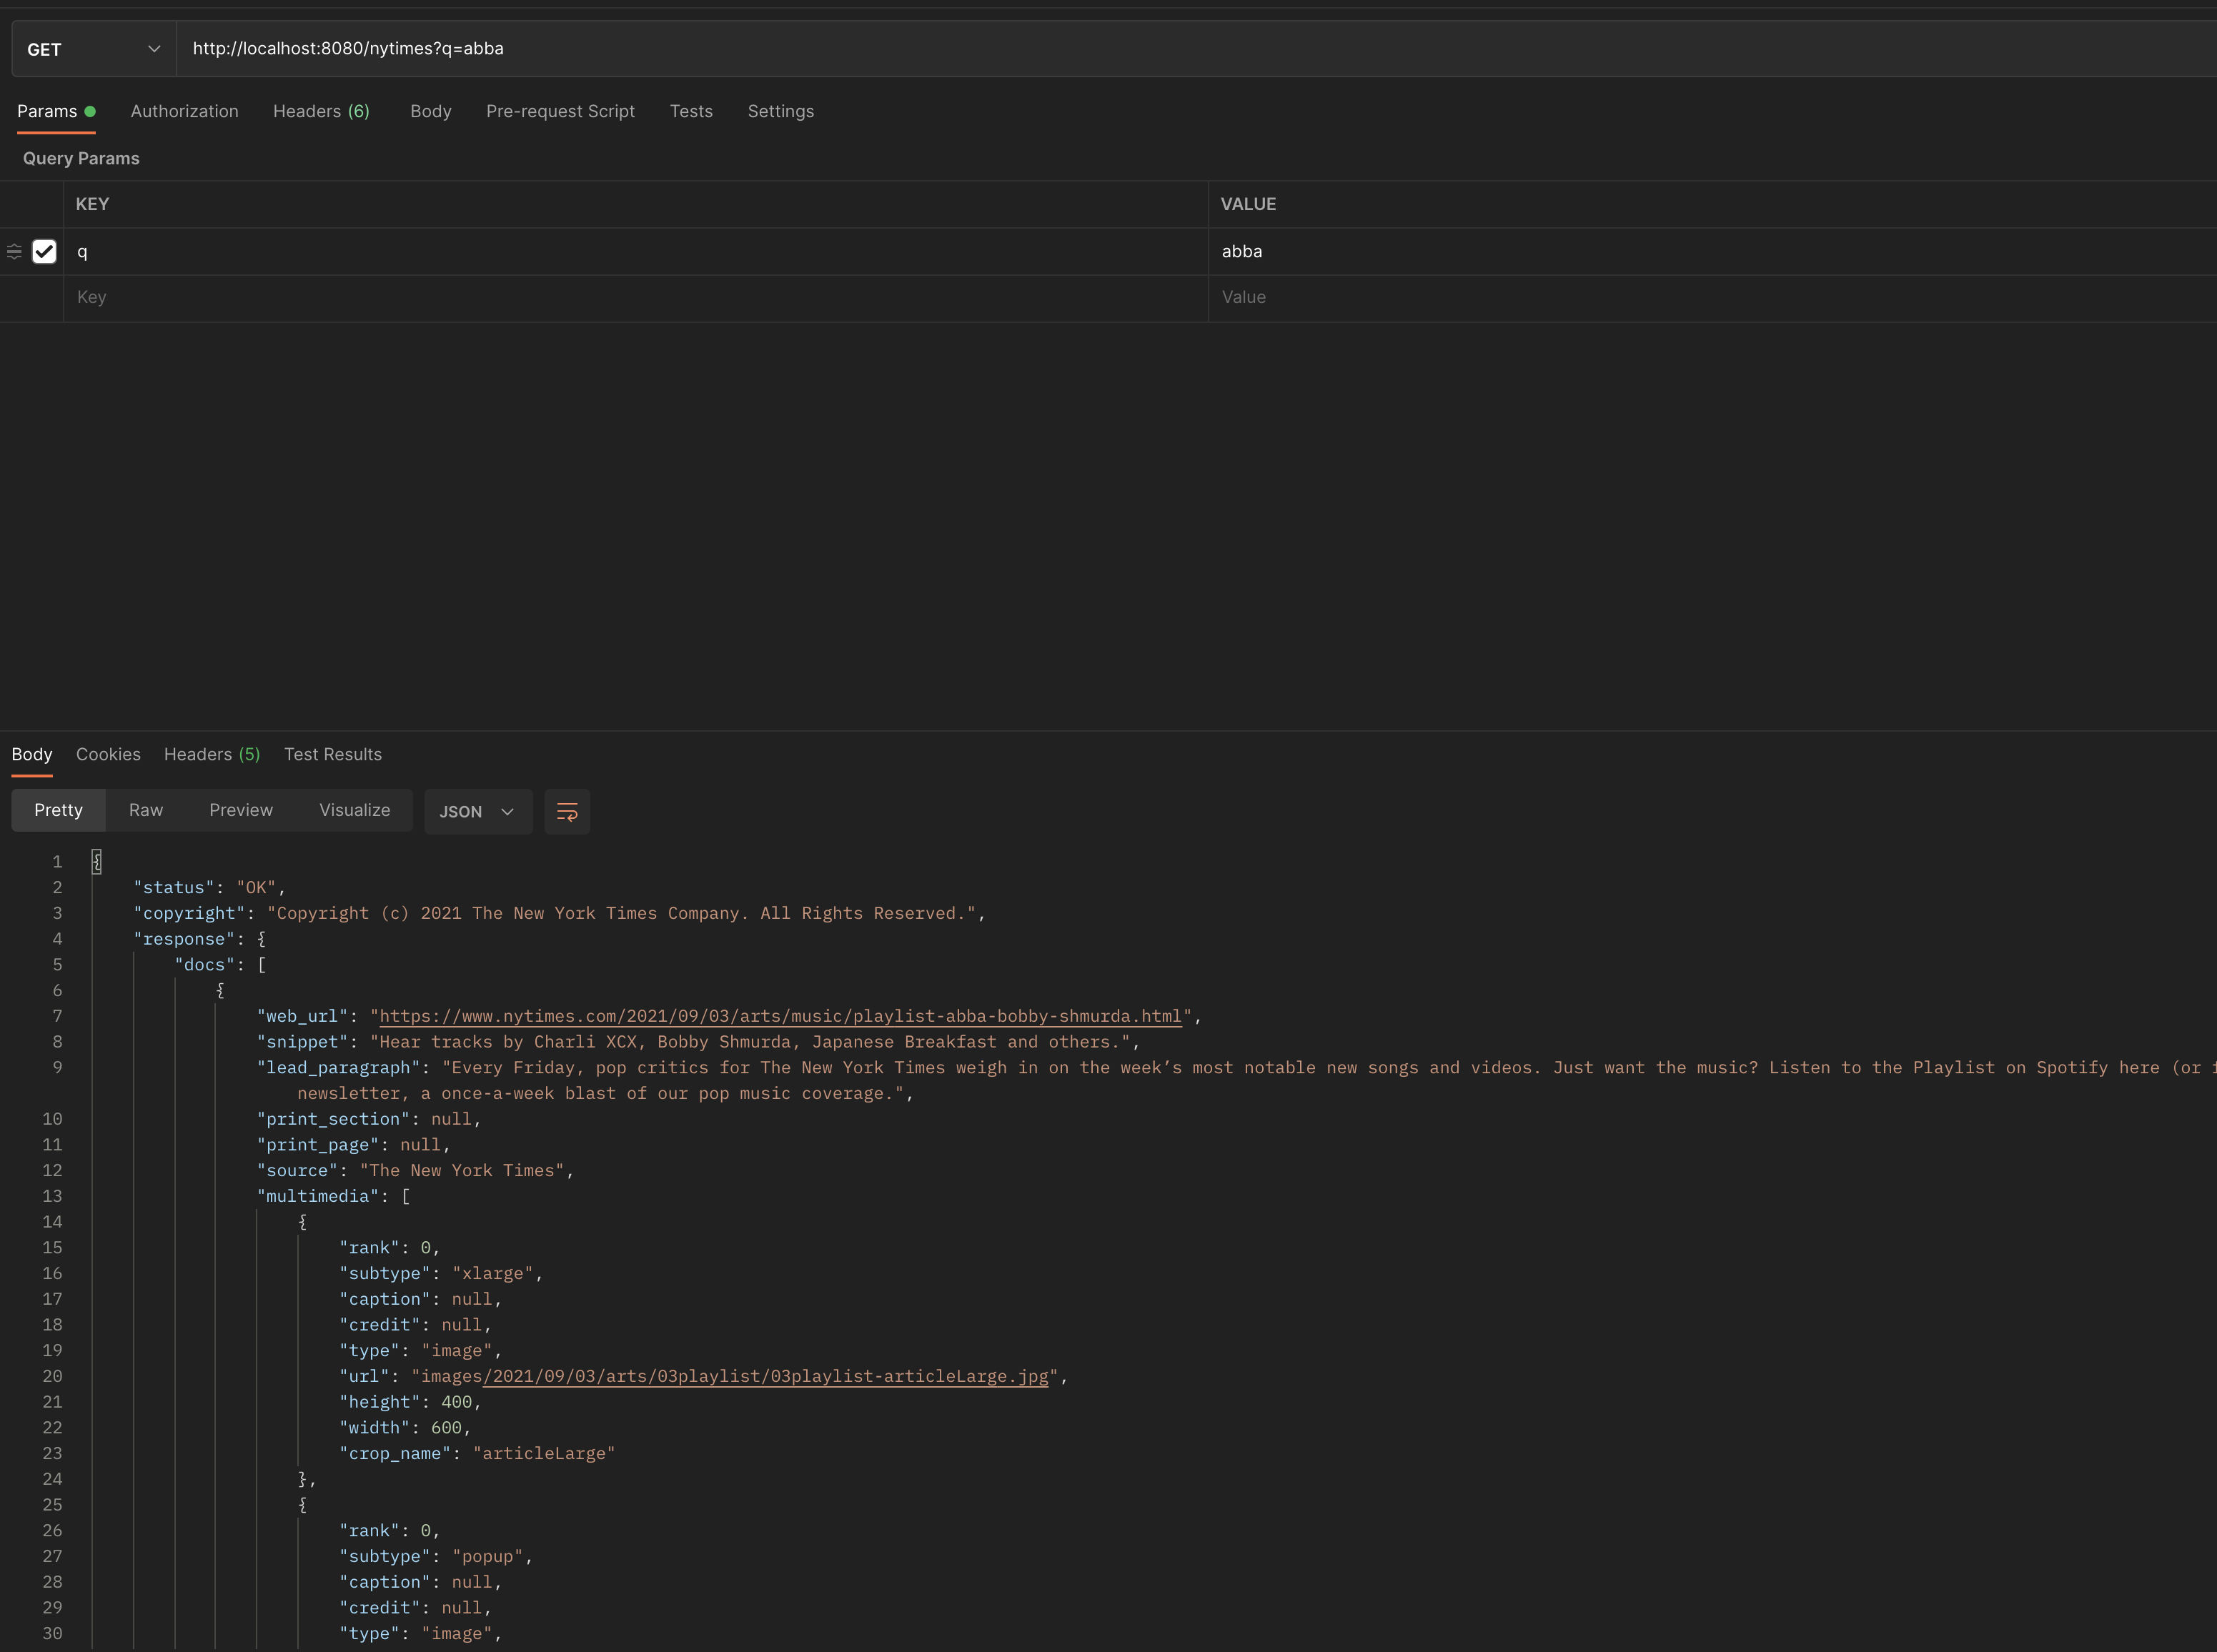 GET http://localhost:8080/nytimes?q=abba
Params Authorization Headers (6) Body Pre-request Script Tests Settings
Query Params
KEY VALUE
q abba
Key Value
Body Cookies Headers (5) Test Results
Pretty Raw Preview Visualize JSON
1 {
2 "status": "OK",
3 "copyright": "Copyright (c) 2021 The New York Times Company. All Rights Reserved.",
4 "response": {
5 "docs": [
6 {
7 "web_url": "https://www.nytimes.com/2021/09/03/arts/music/playlist-abba-bobby-shmurda.html",
8 "snippet": "Hear tracks by Charli XCX, Bobby Shmurda, Japanese Breakfast and others.",
9 "lead_paragraph": "Every Friday, pop critics for The New York Times weigh in on the week’s most notable new songs and videos. Just want the music? Listen to the Playlist on Spotify here (or
newsletter, a once-a-week blast of our pop music coverage.",
10 "print_section": null,
11 "print_page": null,
12 "source": "The New York Times",
13 "multimedia": [
14 {
15 "rank": 0,
16 "subtype": "xlarge",
17 "caption": null,
18 "credit": null,
19 "type": "image",
20 "url": "images/2021/09/03/arts/03playlist/03playlist-articleLarge.jpg",
21 "height": 400,
22 "width": 600,
23 "crop_name": "articleLarge"
24 },
25 {
26 "rank": 0,
27 "subtype": "popup",
28 "caption": null,
29 "credit": null,
30 "type": "image",